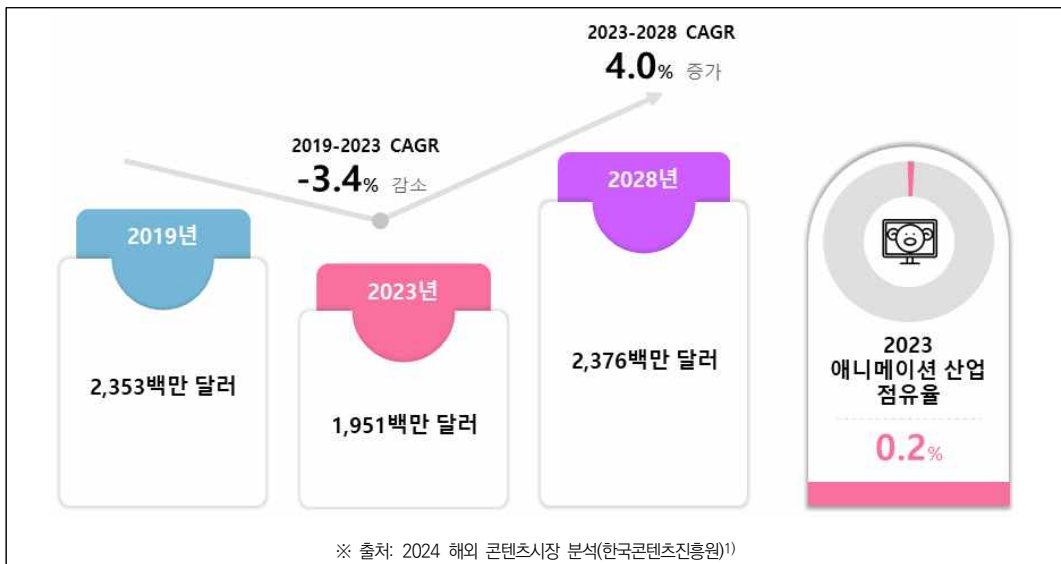 2023-2028 CAGR
4.0% 증가
2019-2023 CAGR
-3.4% 감소
2019년
2023년
2028년
2,353백만 달러
1,951백만 달러
2,376백만 달러
2023
애니메이션 산업
점유율
0.2%
※ 출처: 2024 해외 콘텐츠시장 분석(한국콘텐츠진흥원)1)